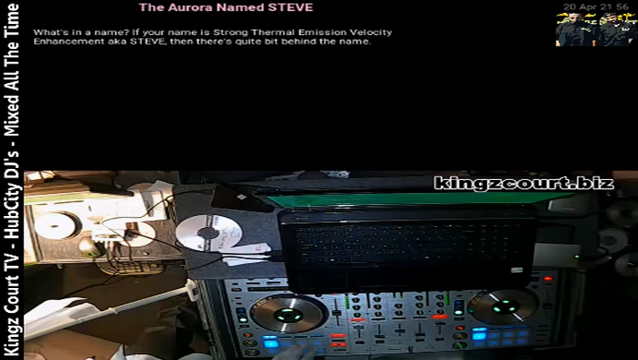 The Aurora Named STEVE
20 Apr 21 56
What's in a name? If your name is Strong Thermal Emission Velocity
Enhancement aka STEVE, then there's quite bit behind the name.
Kingz Court TV - HubCity DJ's - Mixed All The Time
kingzcourt.biz